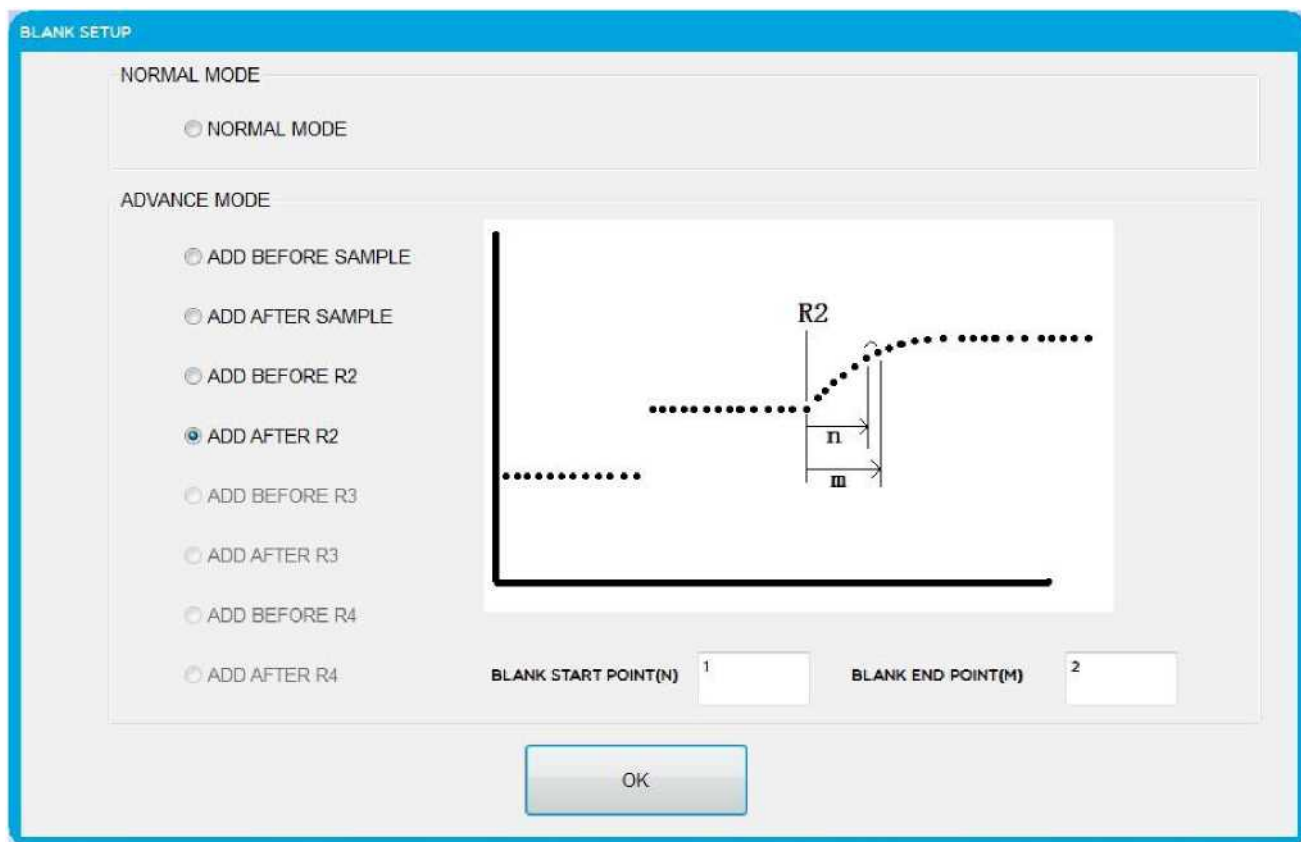 BLANK SETUP
NORMAL MODE
NORMAL MODE
ADVANCE MODE
ADD BEFORE SAMPLE
ADD AFTER SAMPLE
ADD BEFORE R2
ADD AFTER R2
ADD BEFORE R3
ADD AFTER R3
ADD BEFORE R4
ADD AFTER R4
R2
n
m
BLANK START POINT(N) 1 BLANK END POINT(M) 2
OK